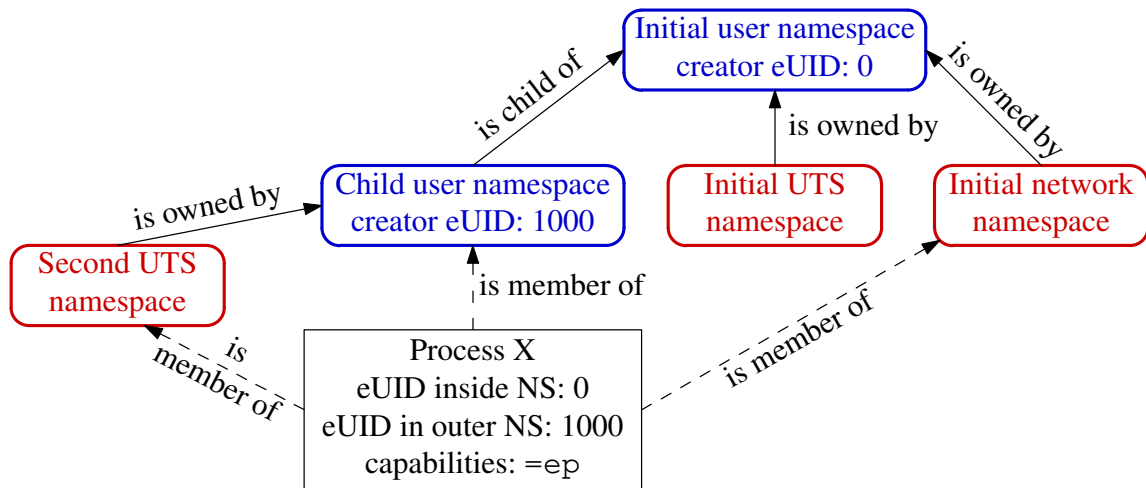 Initial user namespace
creator eUID: 0
is child of
is owned by
is owned by
Child user namespace
creator eUID: 1000
Initial UTS
namespace
Initial network
namespace
is owned by
Second UTS
namespace
is member of
is
member of
is member of
Process X
eUID inside NS: 0
eUID in outer NS: 1000
capabilities: =ep